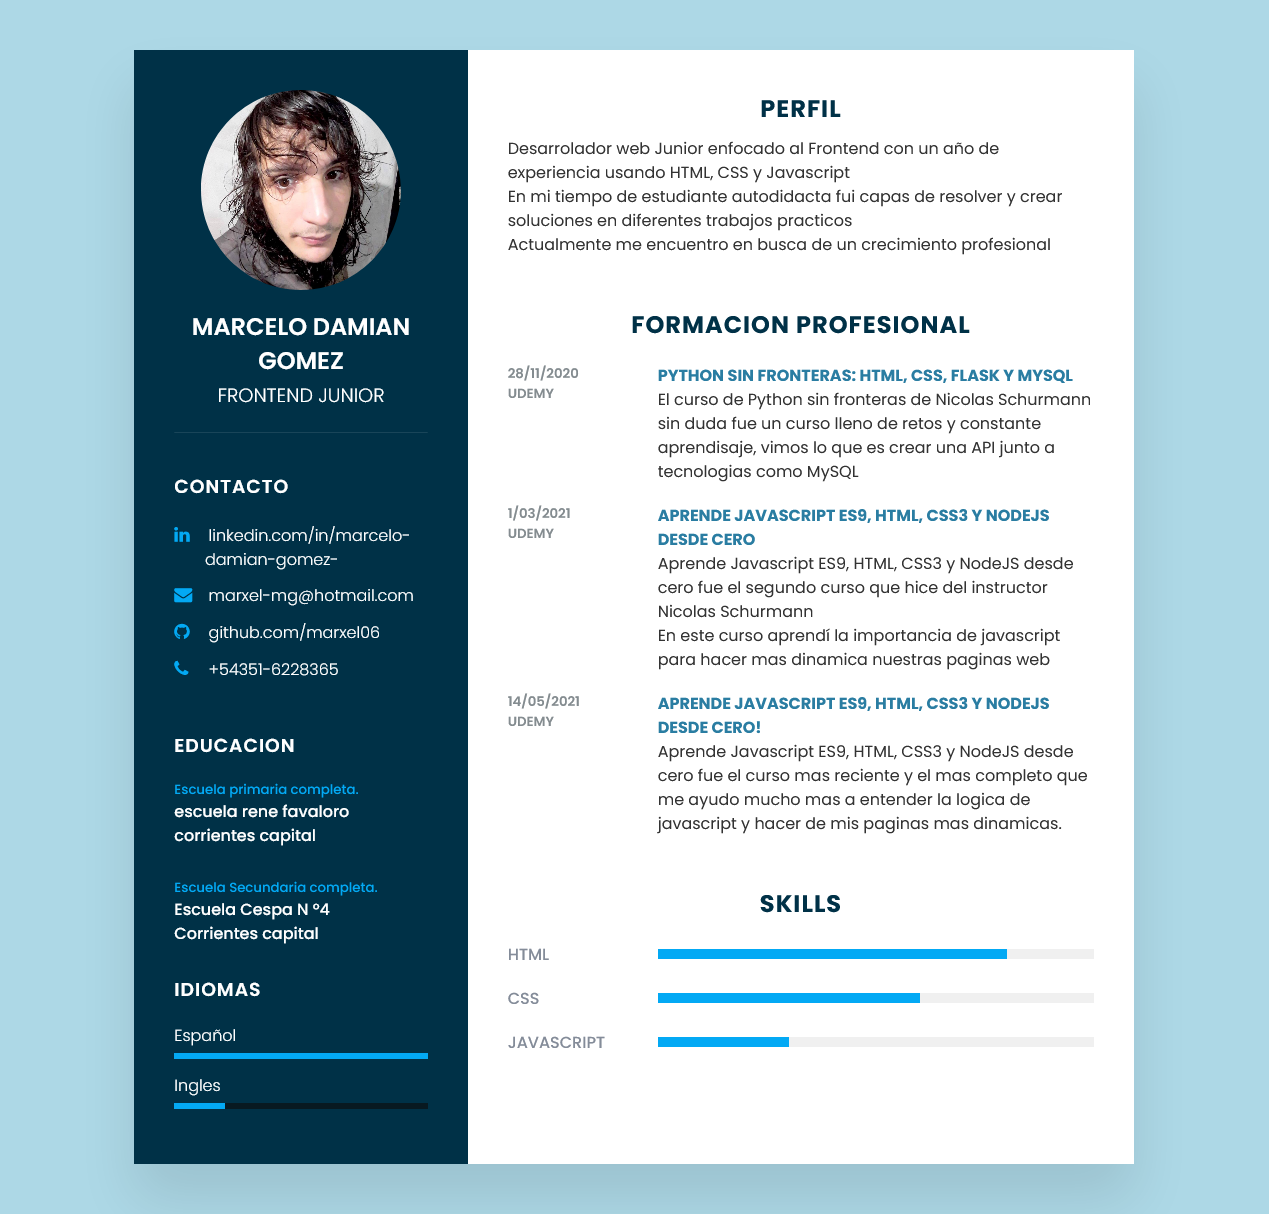 MARCELO DAMIAN
GOMEZ
FRONTEND JUNIOR
CONTACTO
linkedin.com/in/marcelo-
damian-gomez-
marxel-mg@hotmail.com
github.com/marxel06
+54351-6228365
EDUCACION
Escuela primaria completa.
escuela rene favaloro
corrientes capital
Escuela Secundaria completa.
Escuela Cespa N °4
Corrientes capital
IDIOMAS
Español
Ingles
PERFIL
Desarrolador web Junior enfocado al Frontend con un año de
experiencia usando HTML, CSS y Javascript
En mi tiempo de estudiante autodidacta fui capas de resolver y crear
soluciones en diferentes trabajos practicos
Actualmente me encuentro en busca de un crecimiento profesional
FORMACION PROFESIONAL
28/11/2020
UDEMY
PYTHON SIN FRONTERAS: HTML, CSS, FLASK Y MYSQL
El curso de Python sin fronteras de Nicolas Schurmann
sin duda fue un curso lleno de retos y constante
aprendisaje, vimos lo que es crear una API junto a
tecnologias como MySQL
1/03/2021
UDEMY
APRENDE JAVASCRIPT ES9, HTML, CSS3 Y NODEJS
DESDE CERO
Aprende Javascript ES9, HTML, CSS3 y NodeJS desde
cero fue el segundo curso que hice del instructor
Nicolas Schurmann
En este curso aprendí la importancia de javascript
para hacer mas dinamica nuestras paginas web
14/05/2021
UDEMY
APRENDE JAVASCRIPT ES9, HTML, CSS3 Y NODEJS
DESDE CERO!
Aprende Javascript ES9, HTML, CSS3 y NodeJS desde
cero fue el curso mas reciente y el mas completo que
me ayudo mucho mas a entender la logica de
javascript y hacer de mis paginas mas dinamicas.
SKILLS
HTML
CSS
JAVASCRIPT